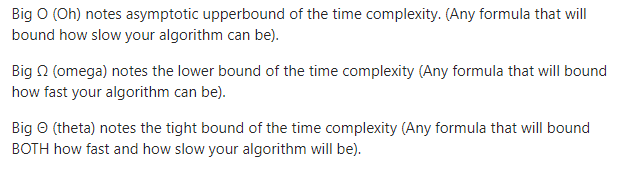 Big O (Oh) notes asymptotic upperbound of the time complexity. (Any formula that will
bound how slow your algorithm can be).
Big Ω (omega) notes the lower bound of the time complexity (Any formula that will bound
how fast your algorithm can be).
Big Θ (theta) notes the tight bound of the time complexity (Any formula that will bound
BOTH how fast and how slow your algorithm will be).